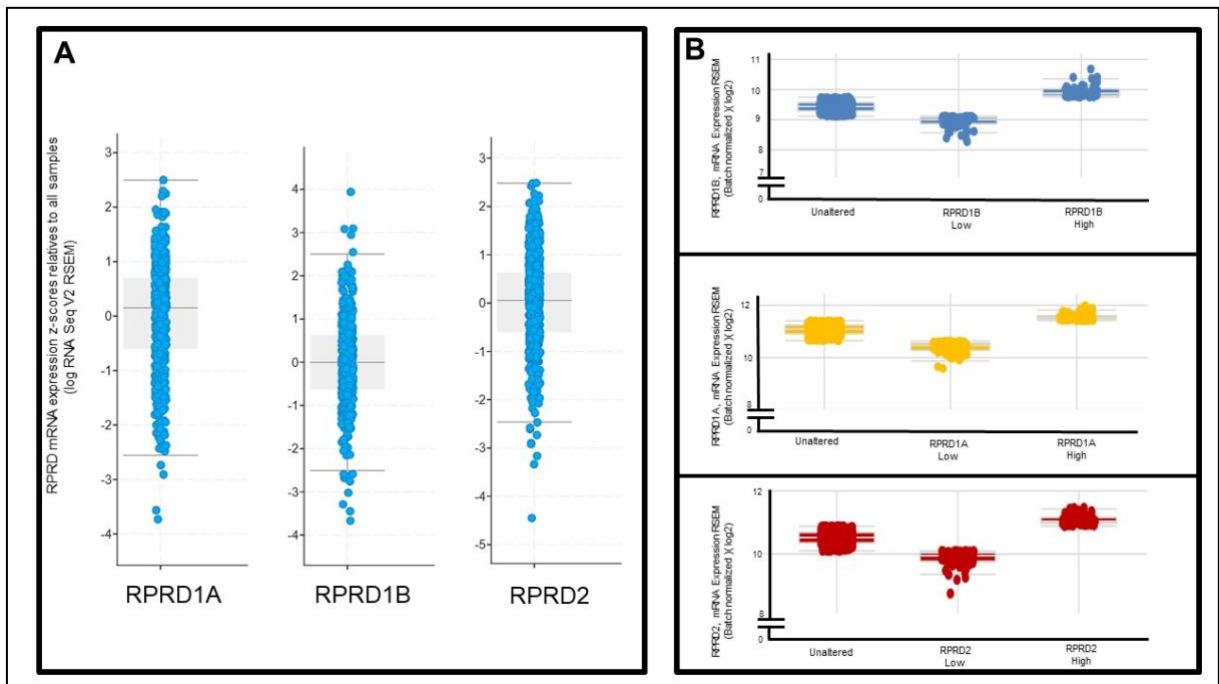 A
RPRD mRNA expression z-scores relatives to all samples
(log RNA Seq V2 RSEM)
3
2
1
0
-1
-2
-3
-4
RPRD1A
4
3
2
1
0
-1
-2
-3
-4
RPRD1B
3
2
1
0
-1
-2
-3
-4
-5
RPRD2
B
RPRD1B, mRNA Expression RSEM
(Batch normalized )( log2)
11
10
9
8
7
0
Unaltered
RPRD1B
Low
RPRD1B
High
RPRD1A, mRNA Expression RSEM
(Batch normalized )( log2)
12
10
8
0
Unaltered
RPRD1A
Low
RPRD1A
High
RPRD2, mRNA Expression RSEM
(Batch normalized )( log2)
12
10
8
0
Unaltered
RPRD2
Low
RPRD2
High